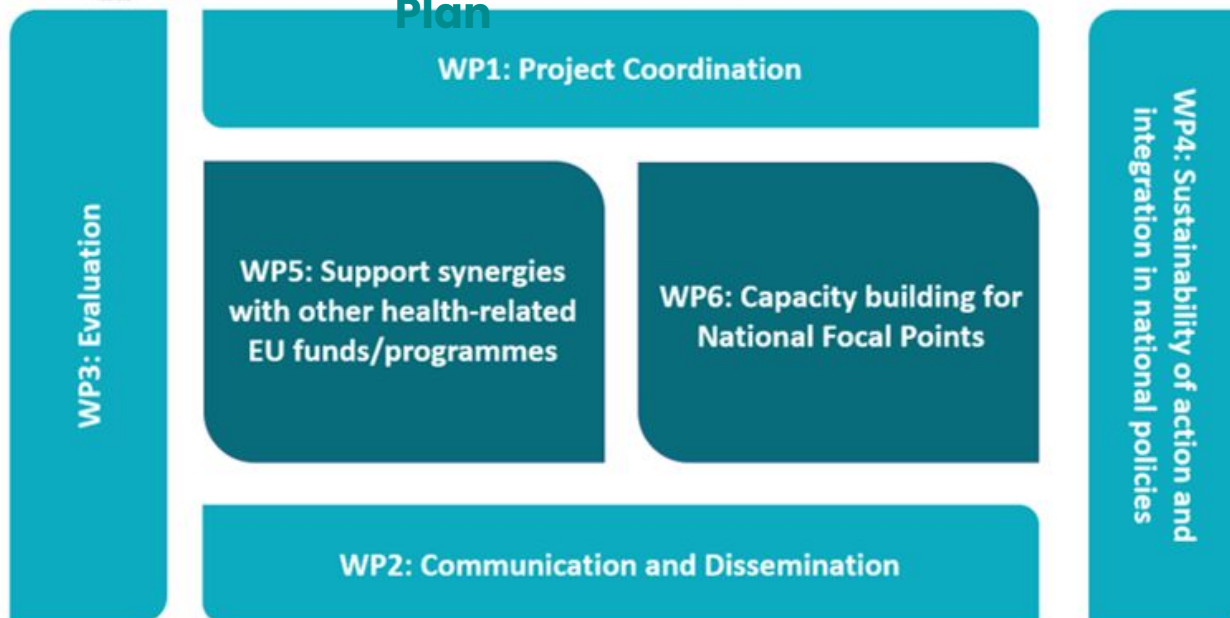 Plan
WP1: Project Coordination
WP3: Evaluation
WP5: Support synergies
with other health-related
EU funds/programmes
WP6: Capacity building for
National Focal Points
WP4: Sustainability of action and
integration in national policies
WP2: Communication and Dissemination